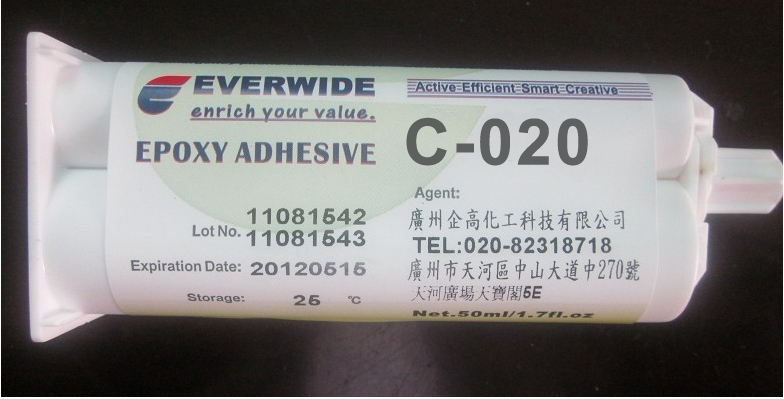 EVERWIDE
enrich your value.
Active Efficient Smart Creative
EPOXY ADHESIVE
C-020
Agent:
廣州企高化工科技有限公司
TEL:020-82318718
廣州市天河區中山大道中270號
天河廣場天寶閣5E
Net.50ml/1.7fl.oz
Lot No. 11081542
11081543
Expiration Date: 20120515
Storage: 25 ℃